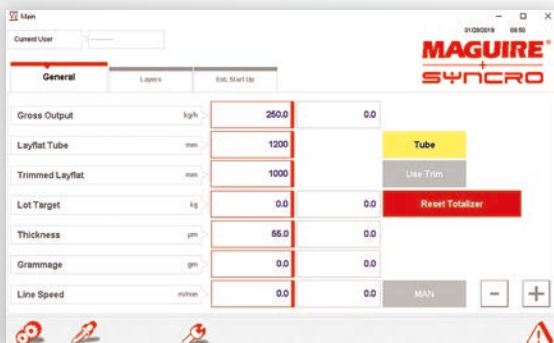 Main
Current User
01/28/2019 09:50
MAGUIRE®
+
SYNCRO
General
Layers
Ext. Start Up
Gross Output kg/h 250.0 0.0
Layflat Tube mm 1200 Tube
Trimmed Layflat mm 1000 Use Trim
Lot Target kg 0.0 0.0 Reset Totalizer
Thickness µm 55.0 0.0
Grammage gm 0.0 0.0
Line Speed m/min 0.0 0.0 MAN - +